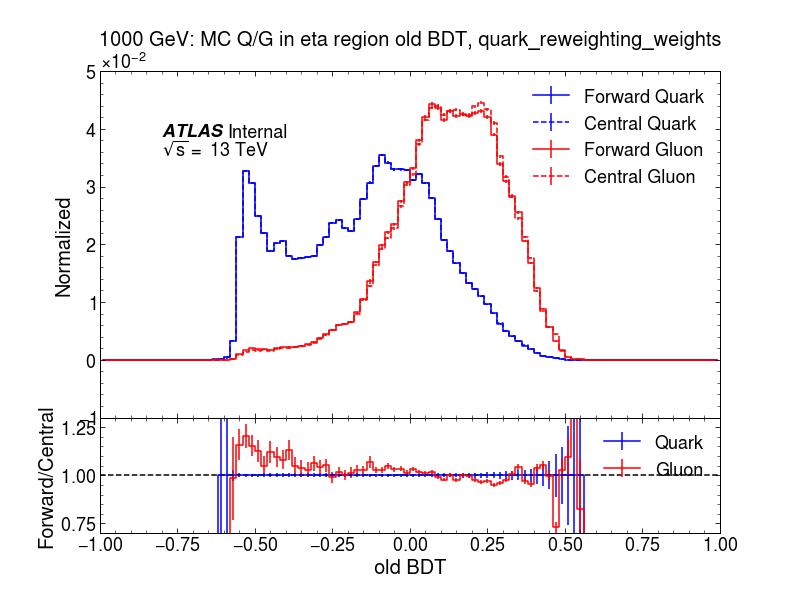 1000 GeV: MC Q/G in eta region old BDT, quark_reweighting_weights
×10⁻²
5
4
3
2
1
0
−1
Normalized
ATLAS Internal
√s = 13 TeV
Forward Quark
Central Quark
Forward Gluon
Central Gluon
1.25
1.00
0.75
Forward/Central
Quark
Gluon
−1.00 −0.75 −0.50 −0.25 0.00 0.25 0.50 0.75 1.00
old BDT